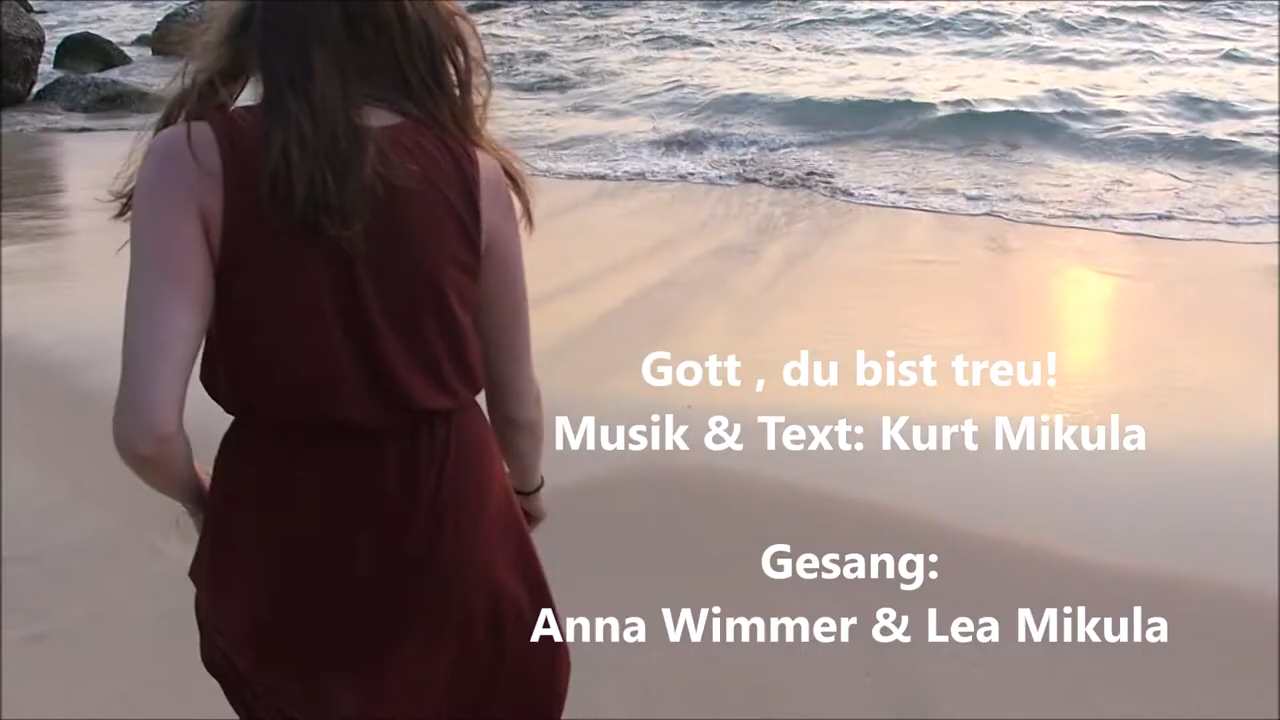 Gott , du bist treu!
Musik & Text: Kurt Mikula
Gesang:
Anna Wimmer & Lea Mikula